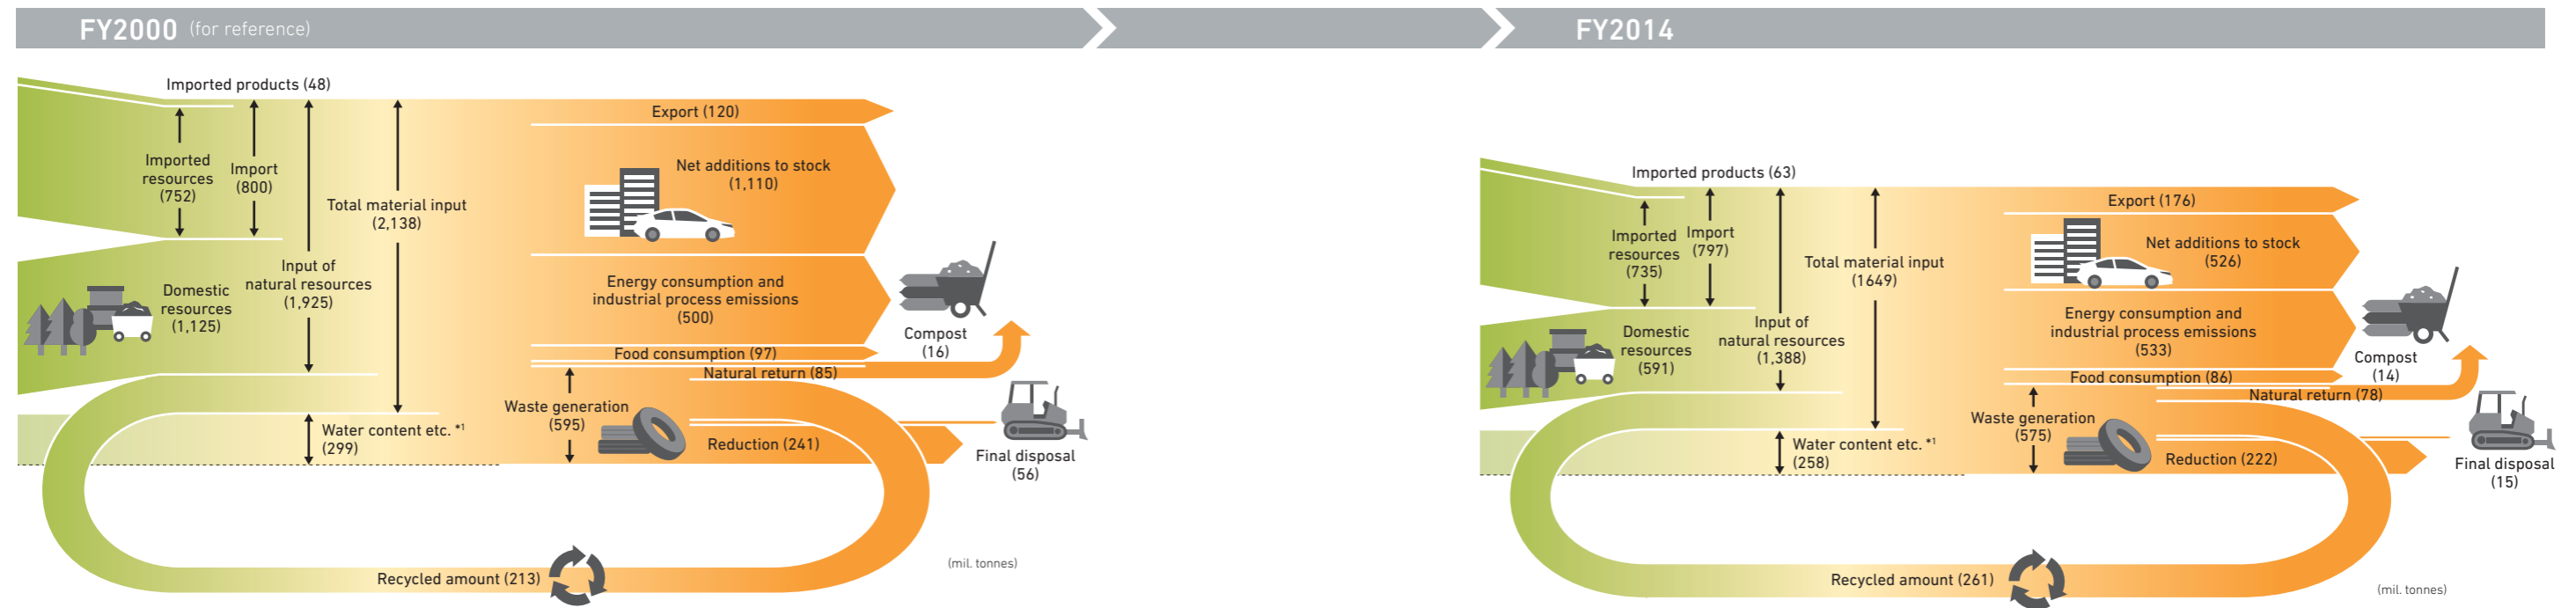 FY2000 (for reference)
Imported products (48)
Imported
resources
(752)
Import
(800)
Total material input
(2,138)
Input of
natural resources
(1,925)
Domestic
resources
(1,125)
Water content etc. *1
(299)
Export (120)
Net additions to stock
(1,110)
Energy consumption and
industrial process emissions
(500)
Food consumption (97)
Natural return (85)
Waste generation
(595)
Reduction (241)
Compost
(16)
Final disposal
(56)
Recycled amount (213)
(mil. tonnes)
FY2014
Imported products (63)
Imported
resources
(735)
Import
(797)
Total material input
(1649)
Input of
natural resources
(1,388)
Domestic
resources
(591)
Water content etc. *1
(258)
Export (176)
Net additions to stock
(526)
Energy consumption and
industrial process emissions
(533)
Food consumption (86)
Natural return (78)
Waste generation
(575)
Reduction (222)
Compost
(14)
Final disposal
(15)
Recycled amount (261)
(mil. tonnes)